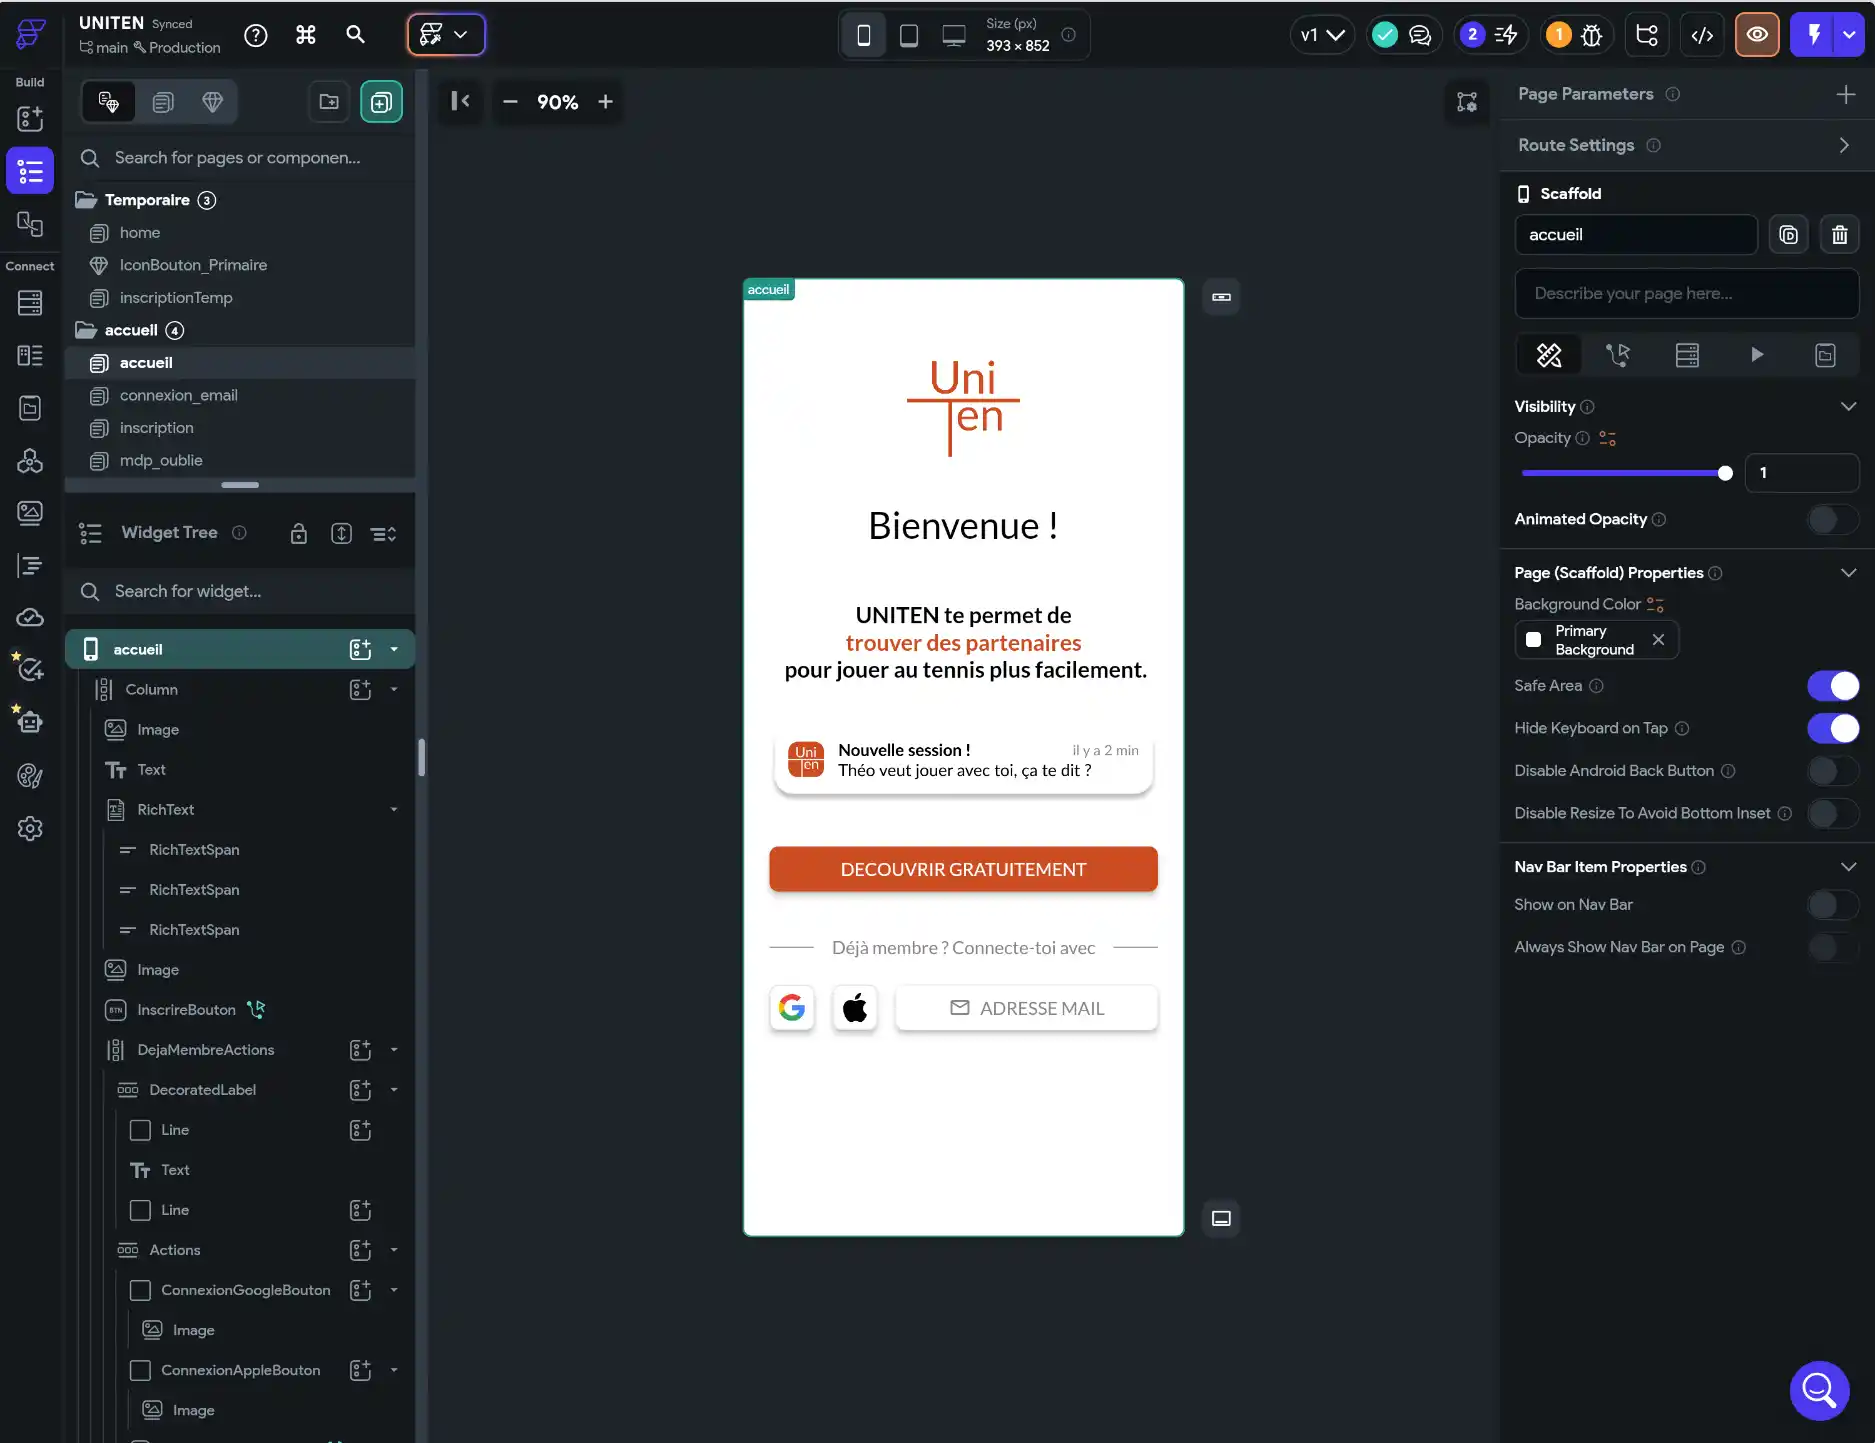 UNITEN Synced
main Production
Size (px)
393 × 852
v1
2
1
Build
Connect
90%
Search for pages or componen...
Temporaire 3
home
IconBouton_Primaire
inscriptionTemp
accueil 4
accueil
connexion_email
inscription
mdp_oublie
Widget Tree
Search for widget...
accueil
Column
Image
Text
RichText
RichTextSpan
RichTextSpan
RichTextSpan
Image
BTN InscrireBouton
DejaMembreActions
DecoratedLabel
Line
Text
Line
Actions
ConnexionGoogleBouton
Image
ConnexionAppleBouton
Image
accueil
Uni
Ten
Bienvenue !
UNITEN te permet de
trouver des partenaires
pour jouer au tennis plus facilement.
Uni
Ten
Nouvelle session ! il y a 2 min
Théo veut jouer avec toi, ça te dit ?
DECOUVRIR GRATUITEMENT
Déjà membre ? Connecte-toi avec
ADRESSE MAIL
Page Parameters
Route Settings
Scaffold
accueil
Describe your page here...
Visibility
Opacity
1
Animated Opacity
Page (Scaffold) Properties
Background Color
Primary
Background
Safe Area
Hide Keyboard on Tap
Disable Android Back Button
Disable Resize To Avoid Bottom Inset
Nav Bar Item Properties
Show on Nav Bar
Always Show Nav Bar on Page